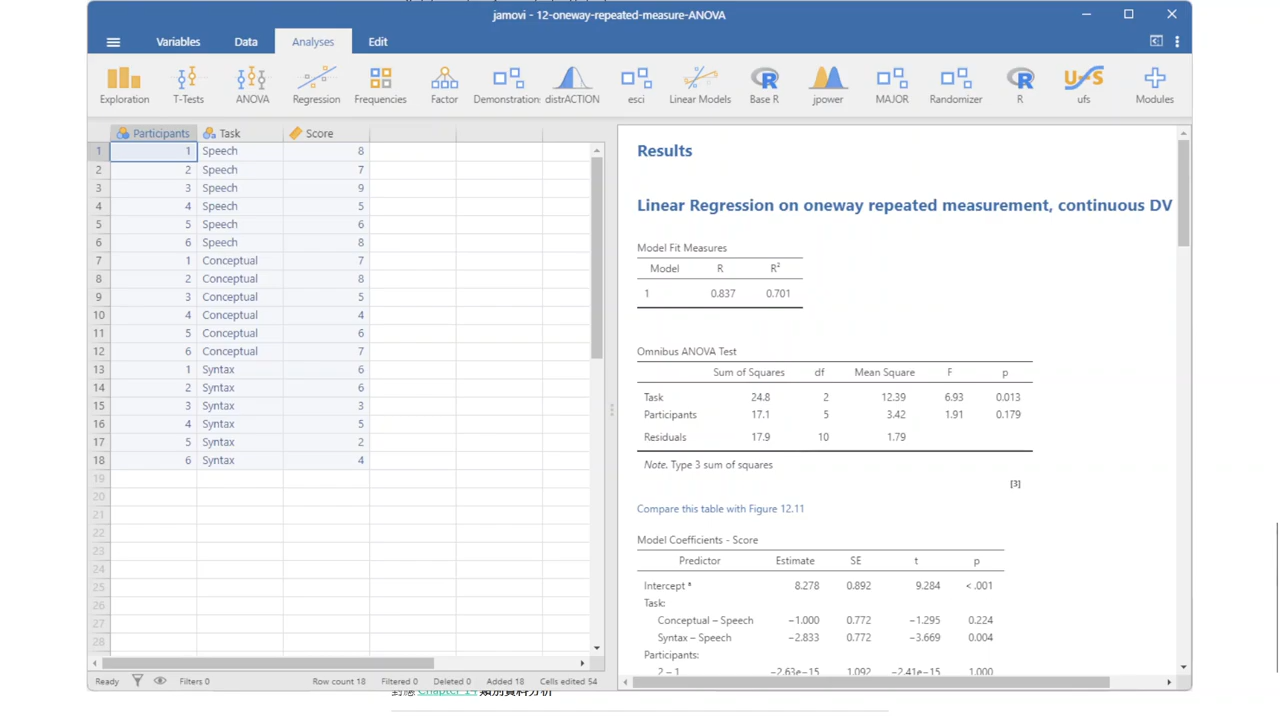 jamovi - 12-oneway-repeated-measure-ANOVA
Variables Data Analyses Edit
Exploration T-Tests ANOVA Regression Frequencies Factor Demonstrations distrACTION esci Linear Models Base R jpower MAJOR Randomizer R ufs Modules
Participants Task Score
1 1 Speech 8
2 2 Speech 7
3 3 Speech 9
4 4 Speech 5
5 5 Speech 6
6 6 Speech 8
7 1 Conceptual 7
8 2 Conceptual 8
9 3 Conceptual 5
10 4 Conceptual 4
11 5 Conceptual 6
12 6 Conceptual 7
13 1 Syntax 6
14 2 Syntax 6
15 3 Syntax 3
16 4 Syntax 5
17 5 Syntax 2
18 6 Syntax 4
19
20
21
22
23
24
25
26
27
28
Ready Filters 0 Row count 18 Filtered 0 Deleted 0 Added 18 Cells edited 54
Results
Linear Regression on oneway repeated measurement, continuous DV
Model Fit Measures
Model R R²
1 0.837 0.701
Omnibus ANOVA Test
Sum of Squares df Mean Square F p
Task 24.8 2 12.39 6.93 0.013
Participants 17.1 5 3.42 1.91 0.179
Residuals 17.9 10 1.79
Note. Type 3 sum of squares
[3]
Compare this table with Figure 12.11
Model Coefficients - Score
Predictor Estimate SE t p
Intercept ᵃ 8.278 0.892 9.284 < .001
Task:
Conceptual – Speech −1.000 0.772 −1.295 0.224
Syntax – Speech −2.833 0.772 −3.669 0.004
Participants:
2 – 1 −2.63e−15 1.092 −2.41e−15 1.000
對應 Chapter 14 類別資料分析